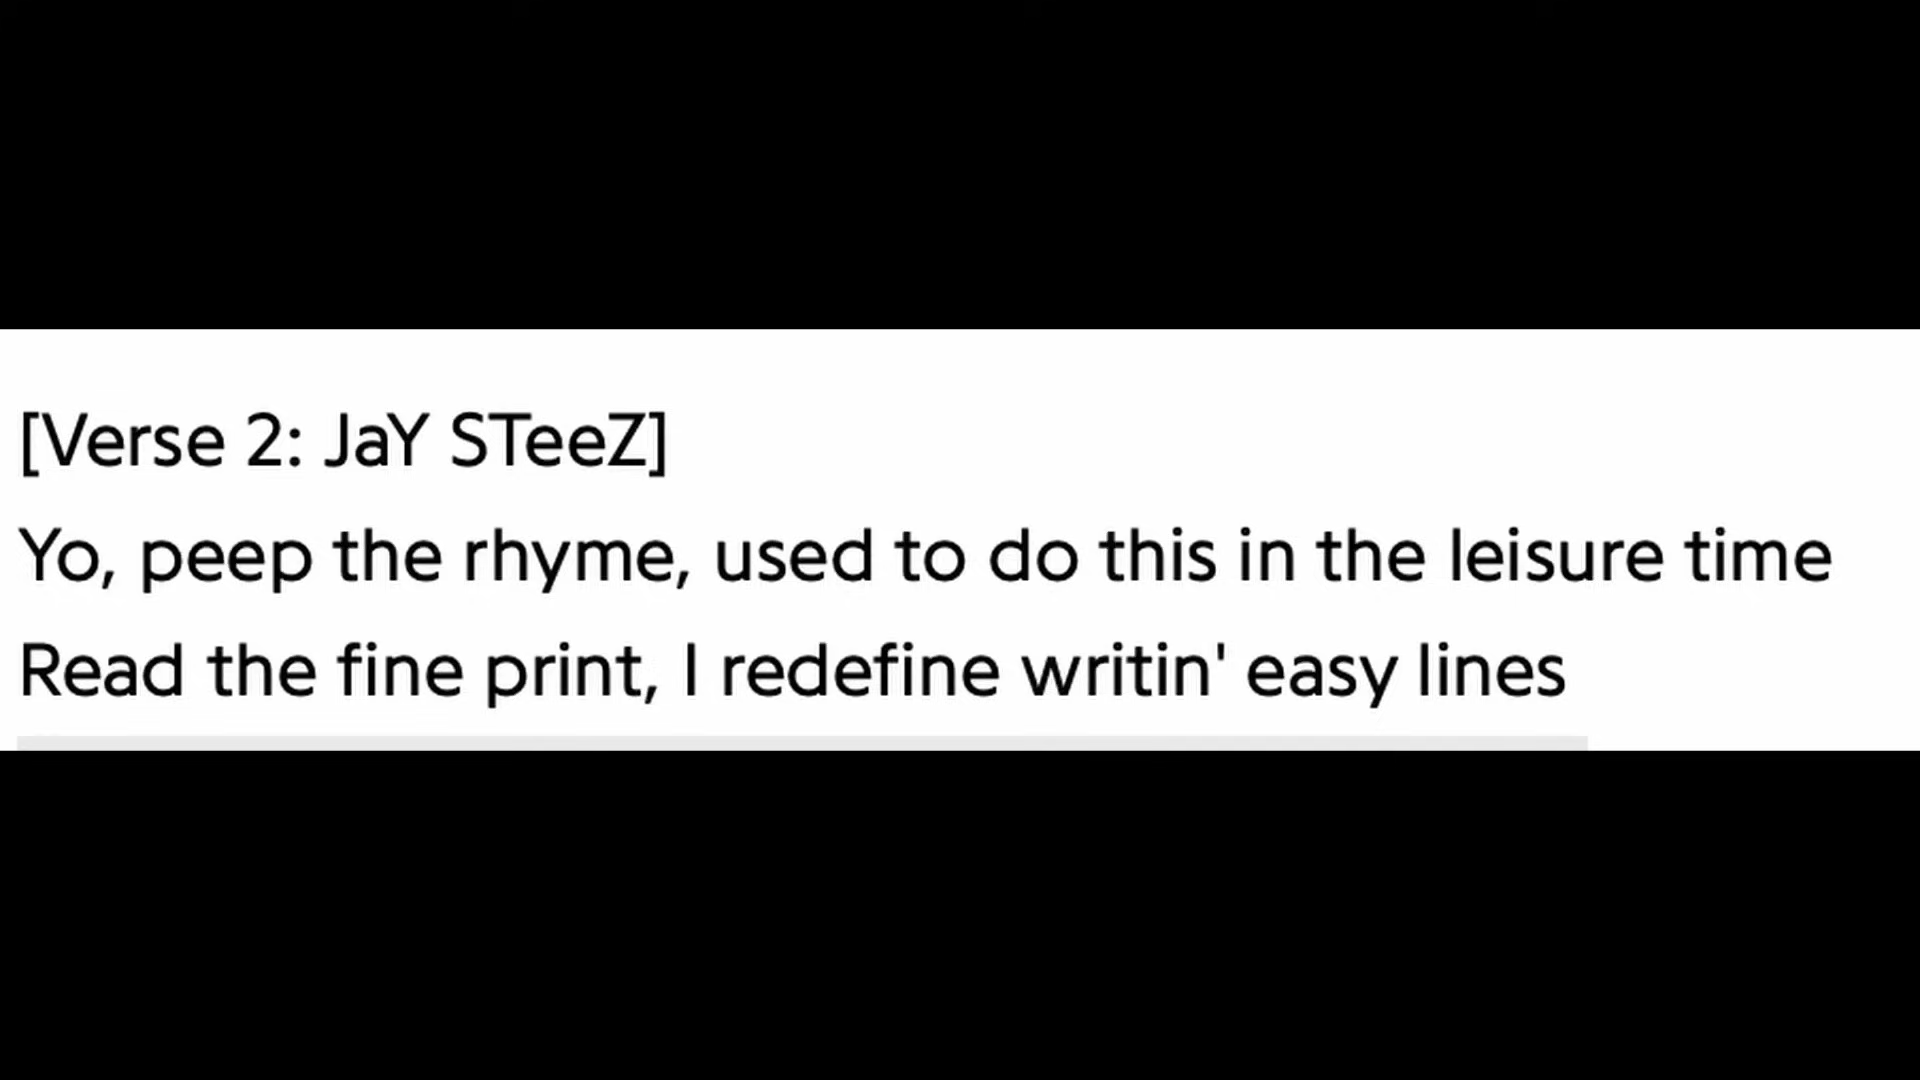 [Verse 2: JaY STeeZ]
Yo, peep the rhyme, used to do this in the leisure time
Read the fine print, I redefine writin' easy lines